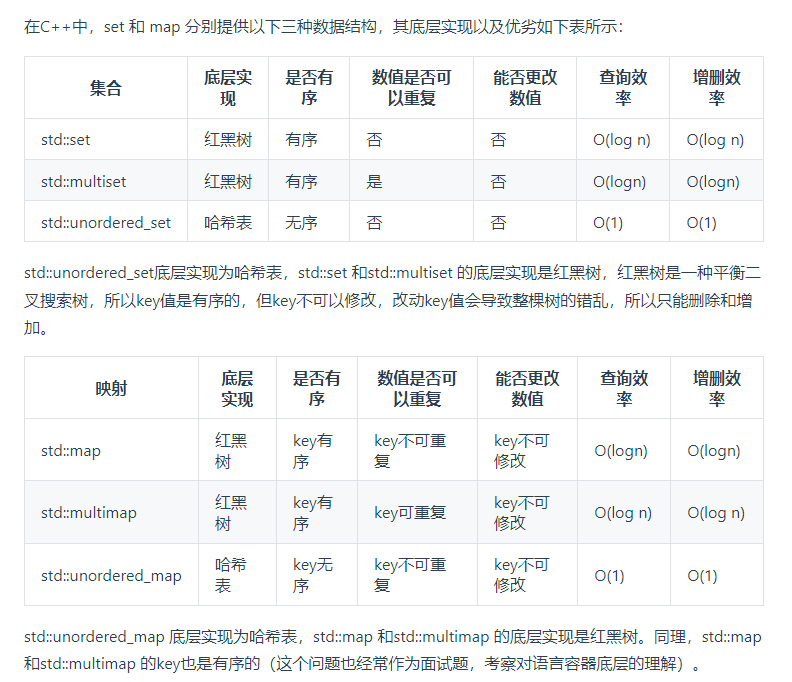 在C++中，set 和 map 分别提供以下三种数据结构，其底层实现以及优劣如下表所示：
集合 底层实现 是否有序 数值是否可以重复 能否更改数值 查询效率 增删效率
std::set 红黑树 有序 否 否 O(log n) O(log n)
std::multiset 红黑树 有序 是 否 O(logn) O(logn)
std::unordered_set 哈希表 无序 否 否 O(1) O(1)
std::unordered_set底层实现为哈希表，std::set 和std::multiset 的底层实现是红黑树，红黑树是一种平衡二
叉搜索树，所以key值是有序的，但key不可以修改，改动key值会导致整棵树的错乱，所以只能删除和增
加。
映射 底层实现 是否有序 数值是否可以重复 能否更改数值 查询效率 增删效率
std::map 红黑树 key有序 key不可重复 key不可修改 O(logn) O(logn)
std::multimap 红黑树 key有序 key可重复 key不可修改 O(log n) O(log n)
std::unordered_map 哈希表 key无序 key不可重复 key不可修改 O(1) O(1)
std::unordered_map 底层实现为哈希表，std::map 和std::multimap 的底层实现是红黑树。同理，std::map
和std::multimap 的key也是有序的（这个问题也经常作为面试题，考察对语言容器底层的理解）。